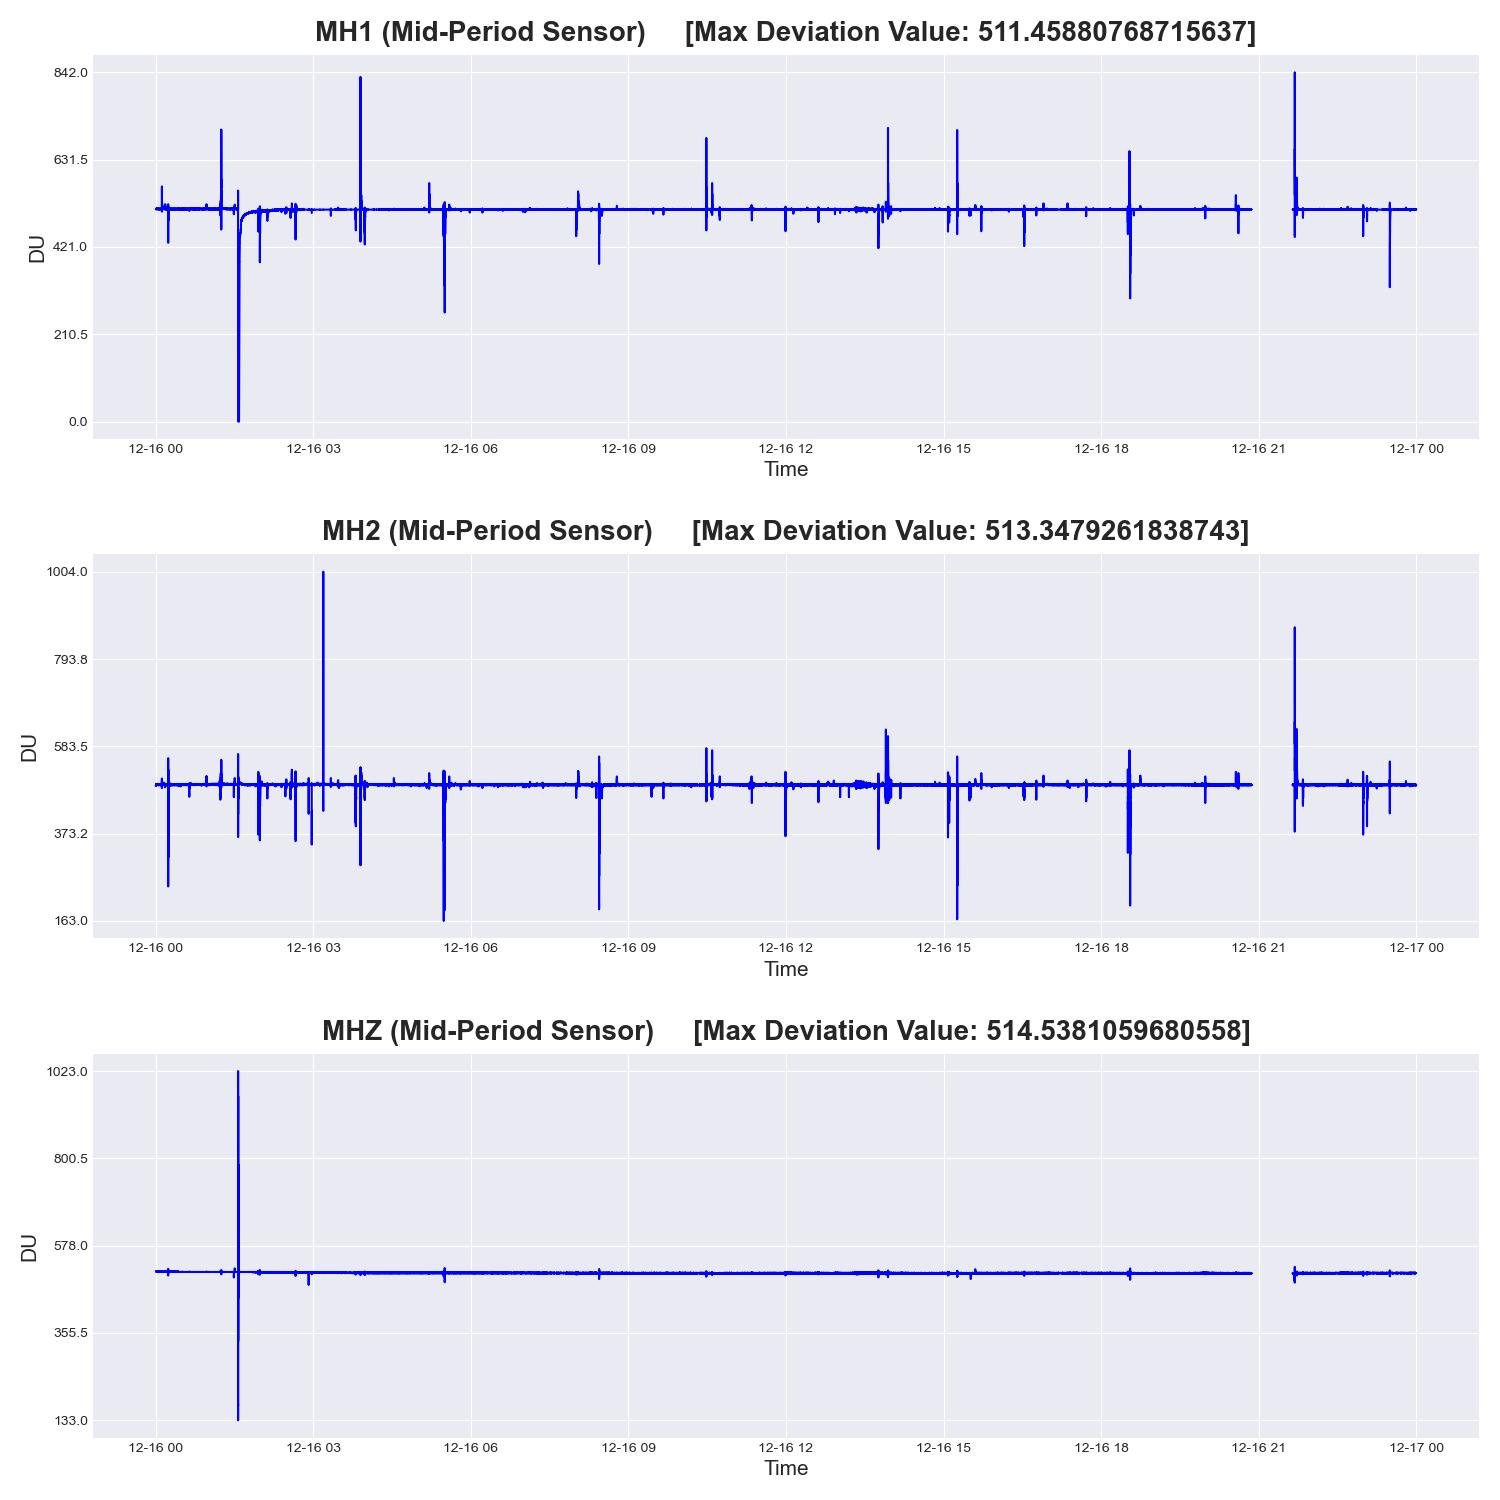 MH1 (Mid-Period Sensor) [Max Deviation Value: 511.45880768715637]
842.0
631.5
421.0
210.5
0.0
DU
12-16 00 12-16 03 12-16 06 12-16 09 12-16 12 12-16 15 12-16 18 12-16 21 12-17 00
Time
MH2 (Mid-Period Sensor) [Max Deviation Value: 513.3479261838743]
1004.0
793.8
583.5
373.2
163.0
DU
12-16 00 12-16 03 12-16 06 12-16 09 12-16 12 12-16 15 12-16 18 12-16 21 12-17 00
Time
MHZ (Mid-Period Sensor) [Max Deviation Value: 514.5381059680558]
1023.0
800.5
578.0
355.5
133.0
DU
12-16 00 12-16 03 12-16 06 12-16 09 12-16 12 12-16 15 12-16 18 12-16 21 12-17 00
Time